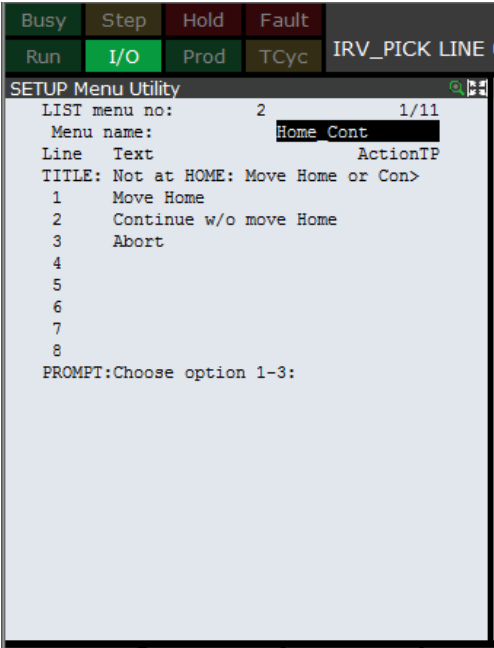 Busy Step Hold Fault
Run I/O Prod TCyc IRV_PICK LINE
SETUP Menu Utility
LIST menu no: 2 1/11
Menu name: Home_Cont
Line Text ActionTP
TITLE: Not at HOME: Move Home or Con>
1 Move Home
2 Continue w/o move Home
3 Abort
4
5
6
7
8
PROMPT:Choose option 1-3: